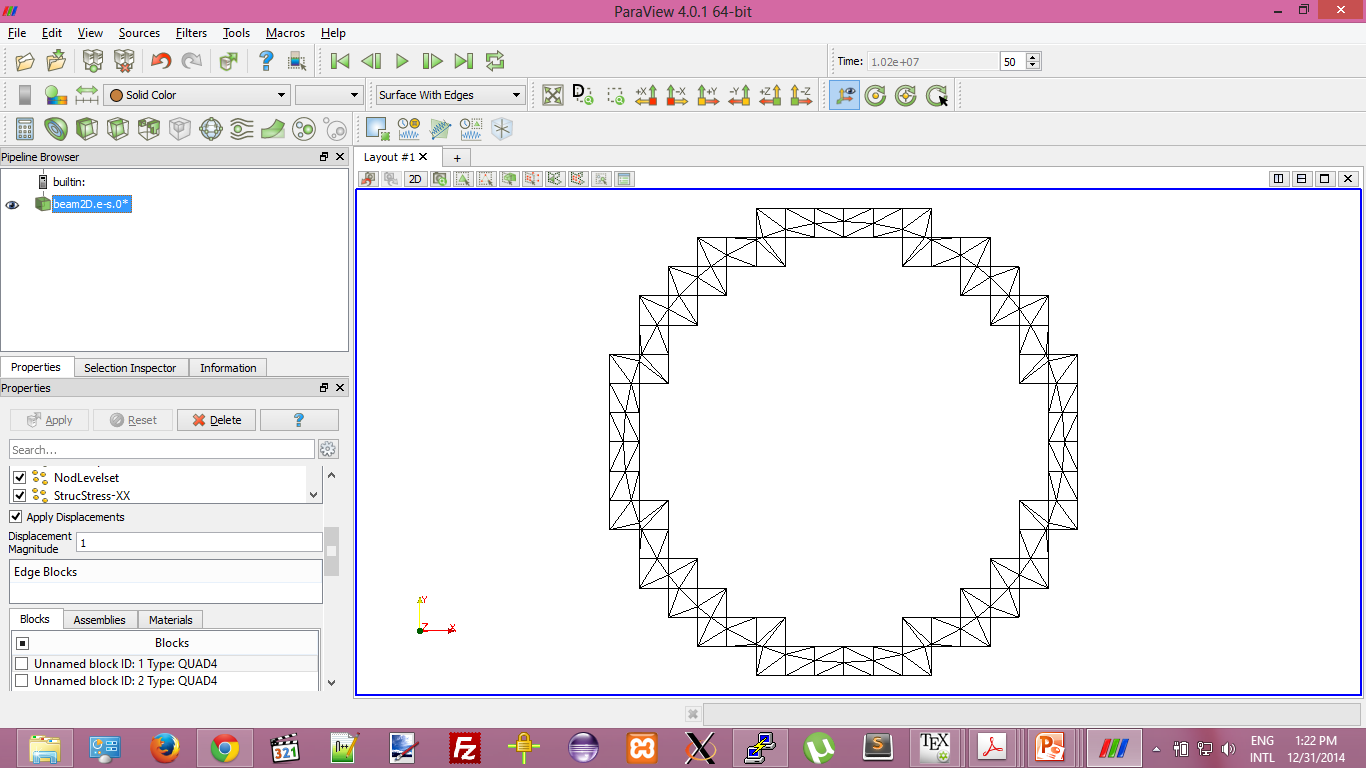 ParaView 4.0.1 64-bit
File Edit View Sources Filters Tools Macros Help
Time: 1.02e+07 50
Solid Color Surface With Edges +X -X +Y -Y +Z -Z
Pipeline Browser
Layout #1 +
builtin:
beam2D.e-s.0*
2D
Properties Selection Inspector Information
Properties
Apply Reset Delete ?
Search...
NodLevelset
StrucStress-XX
Apply Displacements
Displacement
Magnitude 1
Edge Blocks
Blocks Assemblies Materials
Blocks
Unnamed block ID: 1 Type: QUAD4
Unnamed block ID: 2 Type: QUAD4
Y
Z X
ENG 1:22 PM
INTL 12/31/2014